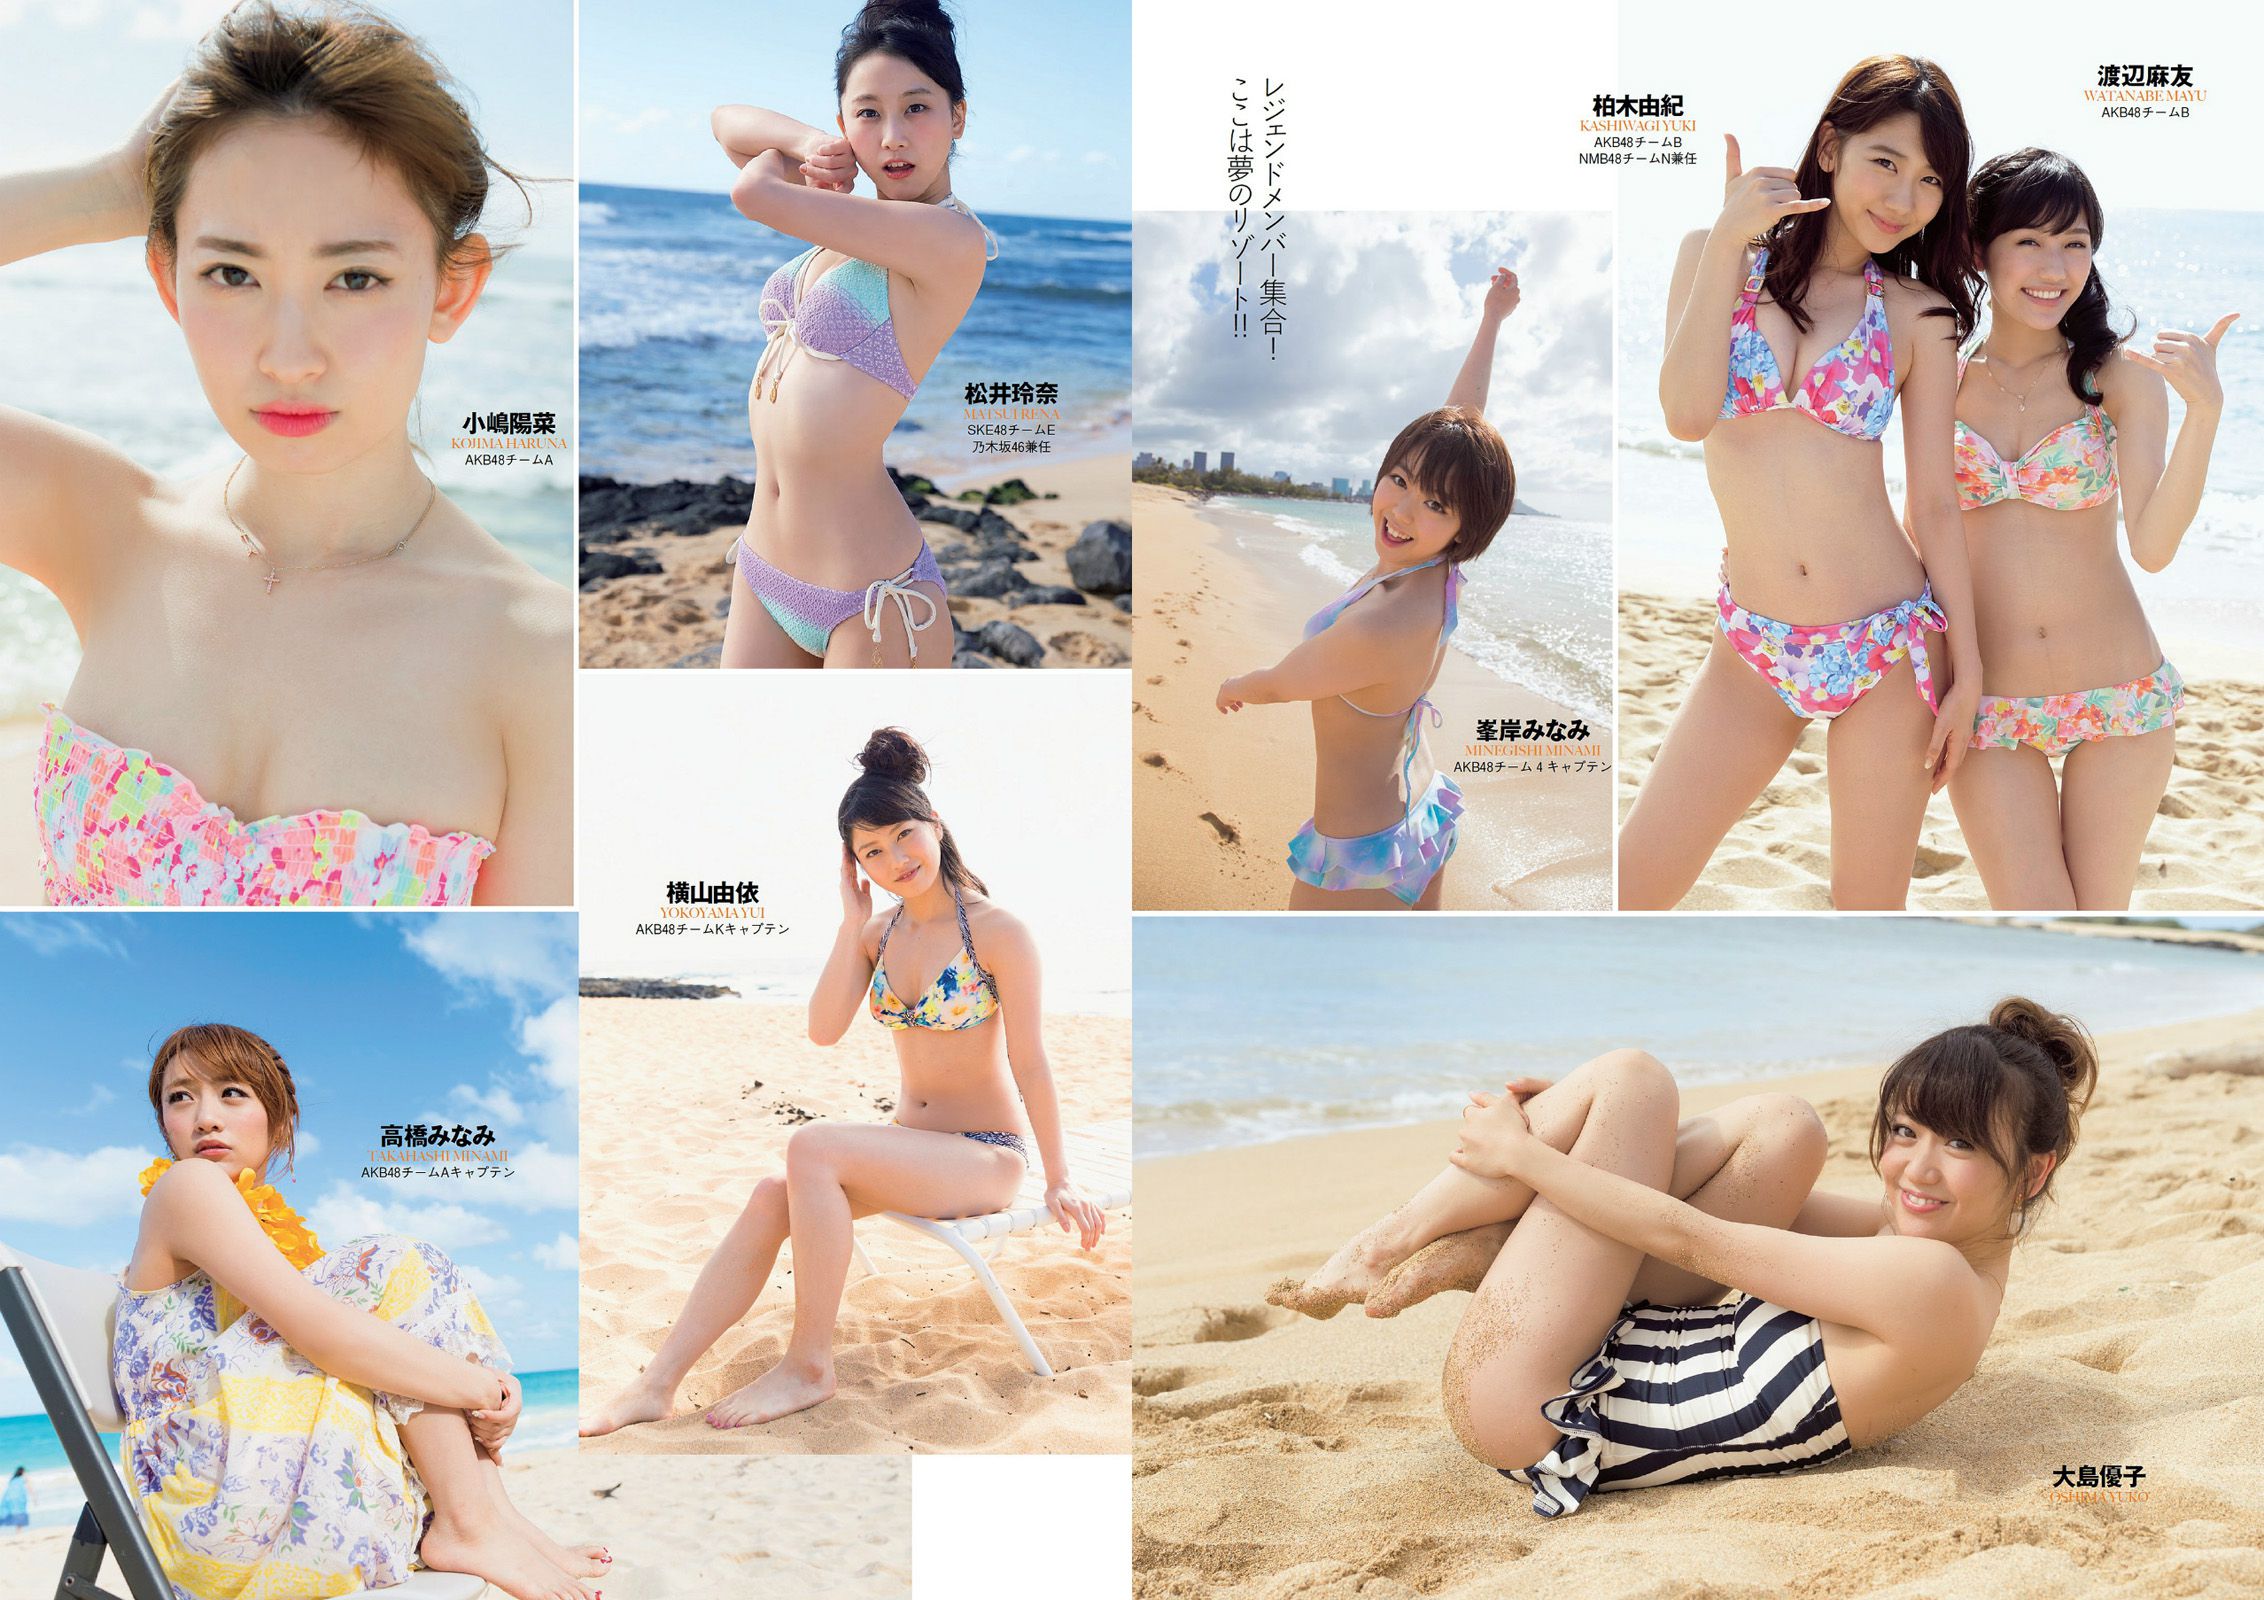 レジェンドメンバー集合！
ここは夢のリゾート!!
柏木由紀
KASHIWAGI YUKI
AKB48チームB
NMB48チームN兼任
渡辺麻友
WATANABE MAYU
AKB48チームB
峯岸みなみ
MINEGISHI MINAMI
AKB48チーム４キャプテン
大島優子
OSHIMA YUKO
松井玲奈
MATSUI RENA
SKE48チームE
乃木坂46兼任
小嶋陽菜
KOJIMA HARUNA
AKB48チームA
横山由依
YOKOYAMA YUI
AKB48チームKキャプテン
高橋みなみ
TAKAHASHI MINAMI
AKB48チームAキャプテン